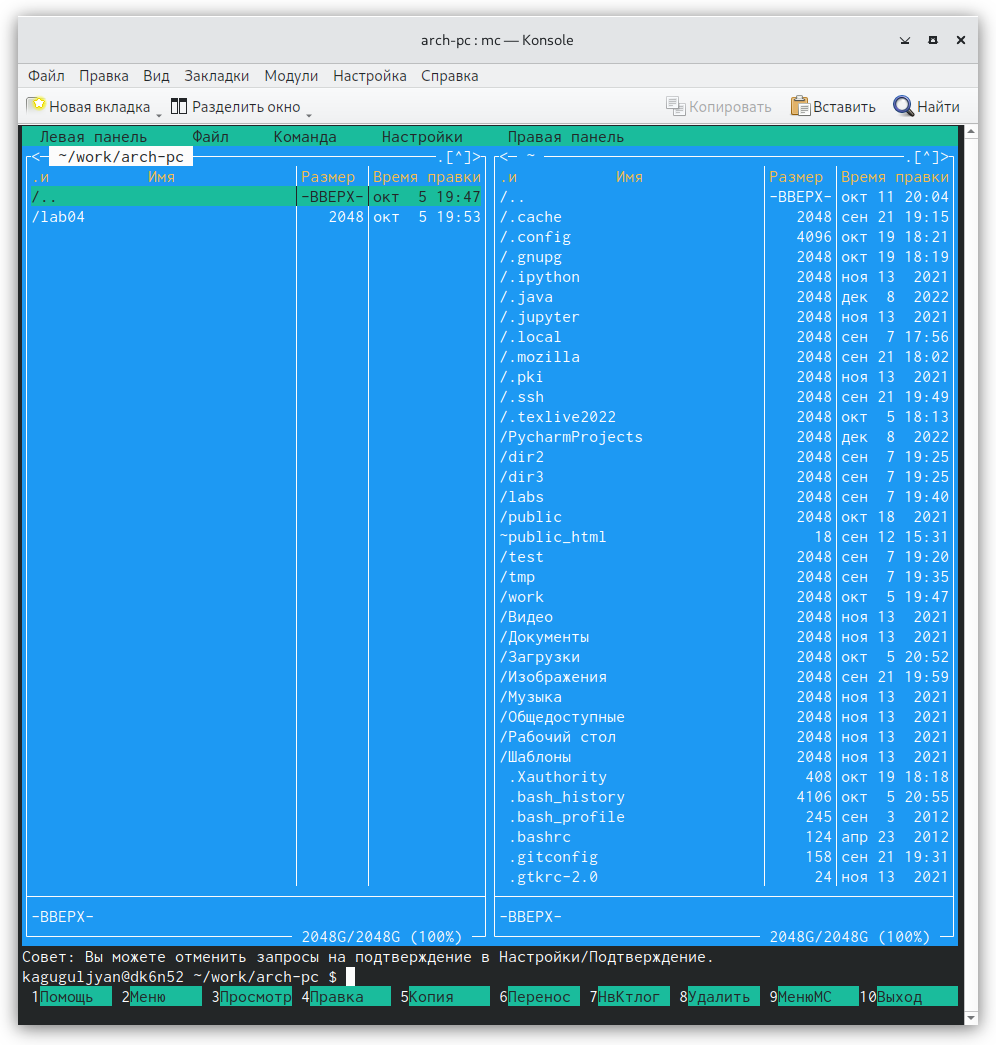 arch-pc : mc — Konsole
Файл Правка Вид Закладки Модули Настройка Справка
Новая вкладка Разделить окно Копировать Вставить Найти
Левая панель Файл Команда Настройки Правая панель
<— ~/work/arch-pc .[^]> <— ~ .[^]>
.и Имя Размер Время правки .и Имя Размер Время правки
/.. -ВВЕРХ- окт 5 19:47 /.. -ВВЕРХ- окт 11 20:04
/lab04 2048 окт 5 19:53 /.cache 2048 сен 21 19:15
/.config 4096 окт 19 18:21
/.gnupg 2048 окт 19 18:19
/.ipython 2048 ноя 13 2021
/.java 2048 дек 8 2022
/.jupyter 2048 ноя 13 2021
/.local 2048 сен 7 17:56
/.mozilla 2048 сен 21 18:02
/.pki 2048 ноя 13 2021
/.ssh 2048 сен 21 19:49
/.texlive2022 2048 окт 5 18:13
/PycharmProjects 2048 дек 8 2022
/dir2 2048 сен 7 19:25
/dir3 2048 сен 7 19:25
/labs 2048 сен 7 19:40
/public 2048 окт 18 2021
~public_html 18 сен 12 15:31
/test 2048 сен 7 19:20
/tmp 2048 сен 7 19:35
/work 2048 окт 5 19:47
/Видео 2048 ноя 13 2021
/Документы 2048 ноя 13 2021
/Загрузки 2048 окт 5 20:52
/Изображения 2048 сен 21 19:59
/Музыка 2048 ноя 13 2021
/Общедоступные 2048 ноя 13 2021
/Рабочий стол 2048 ноя 13 2021
/Шаблоны 2048 ноя 13 2021
.Xauthority 408 окт 19 18:18
.bash_history 4106 окт 5 20:55
.bash_profile 245 сен 3 2012
.bashrc 124 апр 23 2012
.gitconfig 158 сен 21 19:31
.gtkrc-2.0 24 ноя 13 2021
-ВВЕРХ- -ВВЕРХ-
2048G/2048G (100%) 2048G/2048G (100%)
Совет: Вы можете отменить запросы на подтверждение в Настройки/Подтверждение.
kaguguljyan@dk6n52 ~/work/arch-pc $
1Помощь 2Меню 3Просмотр 4Правка 5Копия 6Перенос 7НвКтлог 8Удалить 9МенюМС 10Выход